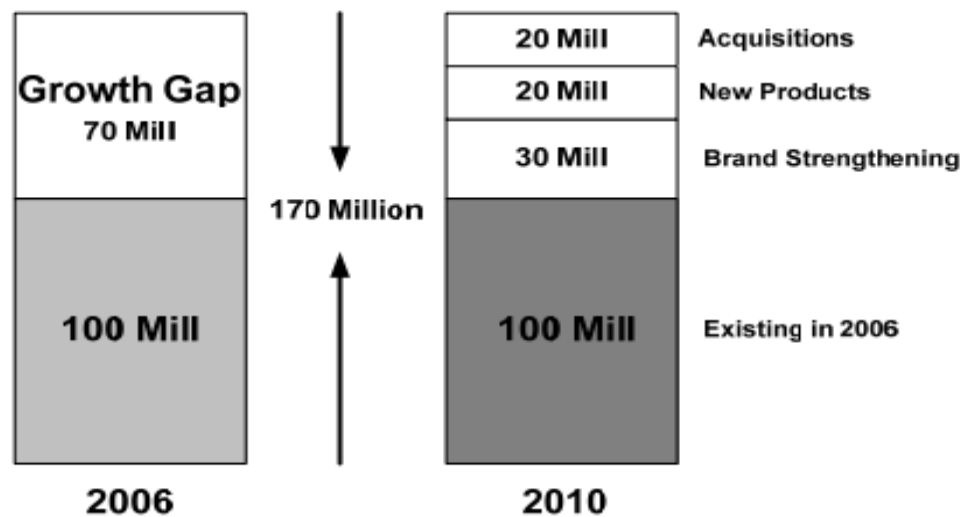 Growth Gap
70 Mill
100 Mill
2006
170 Million
20 Mill
Acquisitions
20 Mill
New Products
30 Mill
Brand Strengthening
100 Mill
Existing in 2006
2010